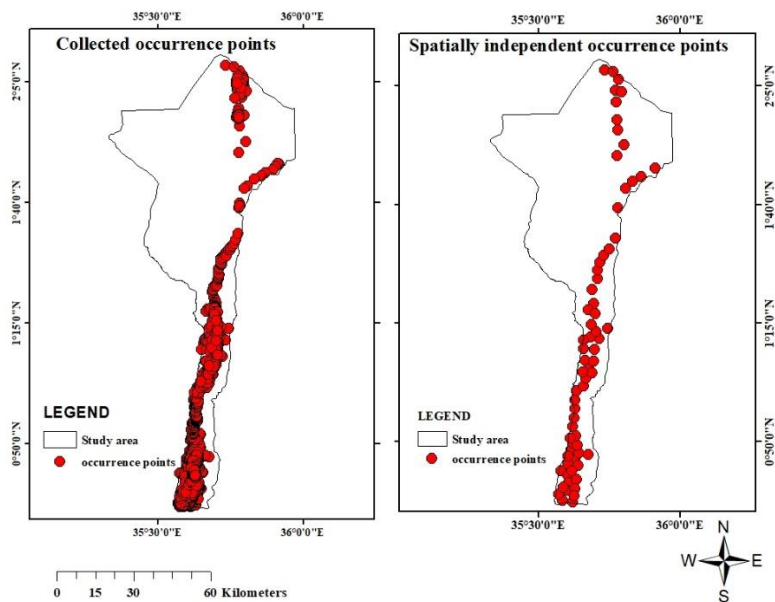 35°30'0"E 36°0'0"E 35°30'0"E 36°0'0"E
Collected occurrence points
Spatially independent occurrence points
2°5'0"N
1°40'0"N
1°15'0"N
0°50'0"N
2°5'0"N
1°40'0"N
1°15'0"N
0°50'0"N
LEGEND
Study area
occurrence points
LEGEND
Study area
occurrence points
35°30'0"E 36°0'0"E 35°30'0"E 36°0'0"E
0 15 30 60 Kilometers
N
W E
S